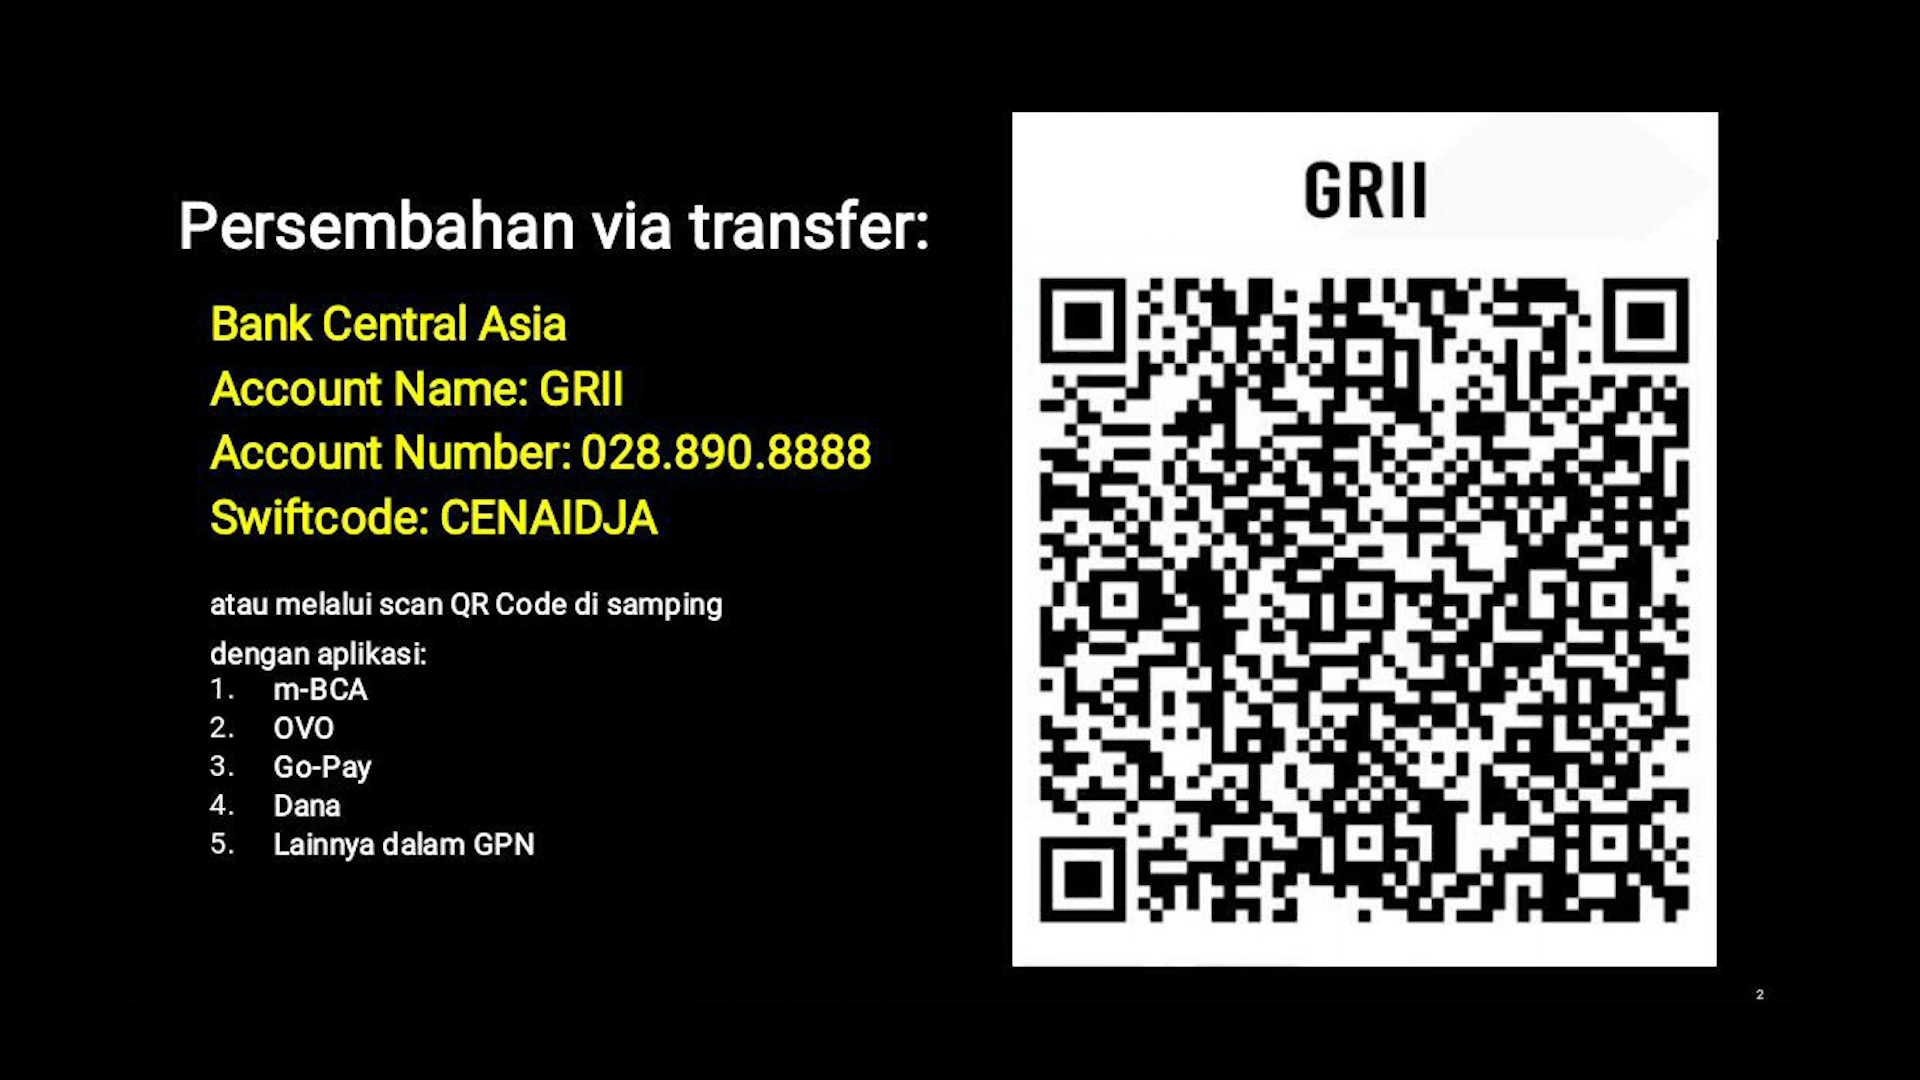 Persembahan via transfer:
Bank Central Asia
Account Name: GRII
Account Number: 028.890.8888
Swiftcode: CENAIDJA
atau melalui scan QR Code di samping
dengan aplikasi:
1. m-BCA
2. OVO
3. Go-Pay
4. Dana
5. Lainnya dalam GPN
GRII
2